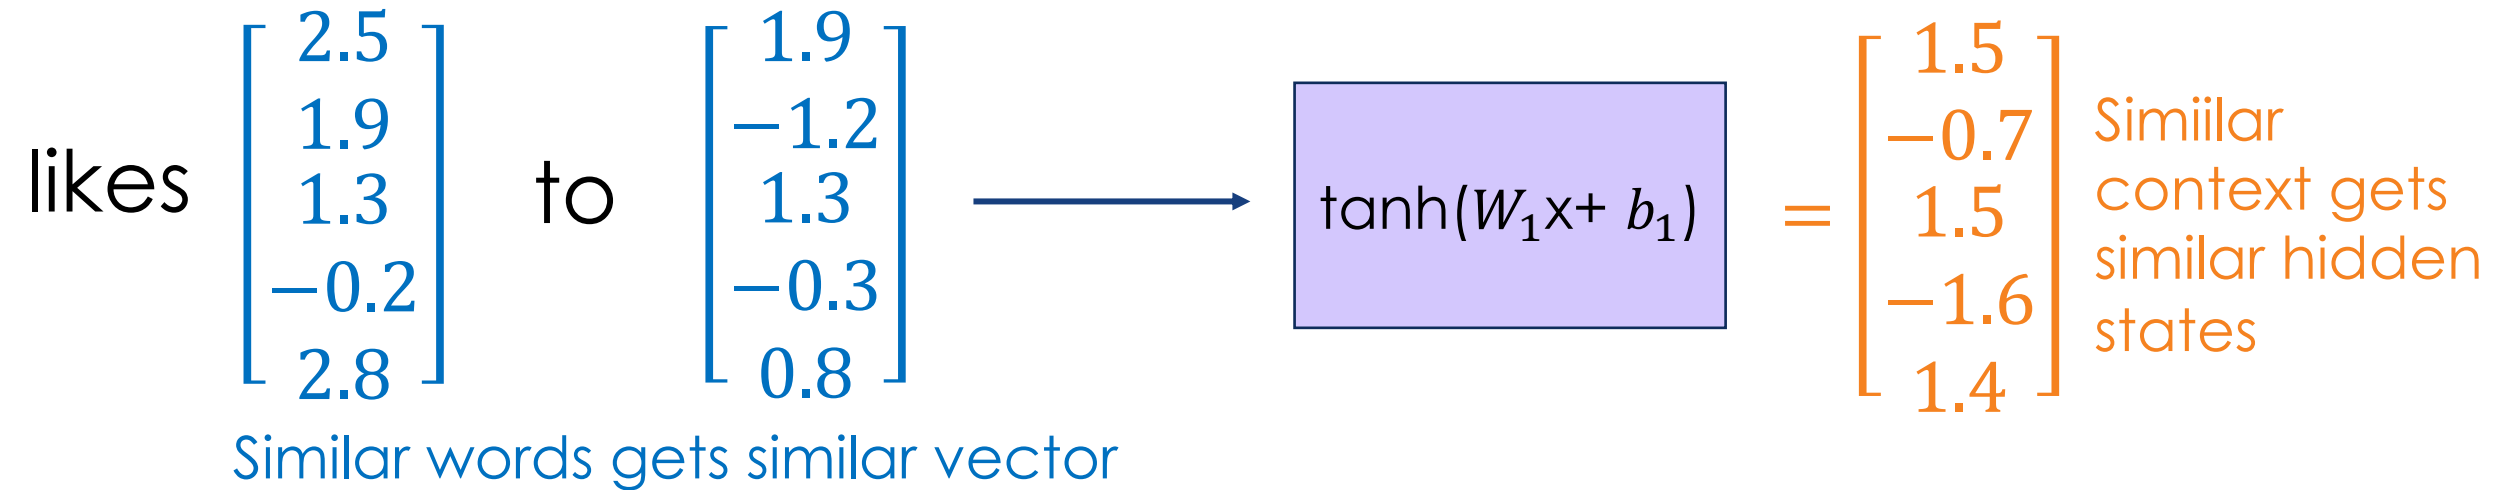 likes [2.5 1.9 1.3 −0.2 2.8] to [1.9 −1.2 1.3 −0.3 0.8] tanh(W₁x+ b₁) = [1.5 −0.7 1.5 −1.6 1.4]
Similar words gets similar vector
Simiilar
context gets
similar hidden
states